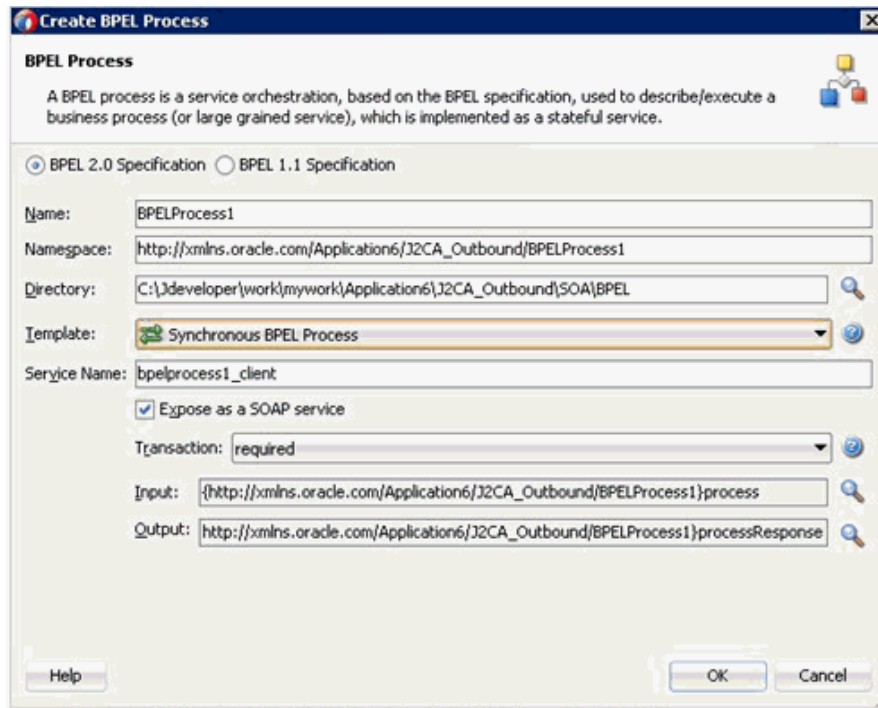 Create BPEL Process
BPEL Process
A BPEL process is a service orchestration, based on the BPEL specification, used to describe/execute a
business process (or large grained service), which is implemented as a stateful service.
BPEL 2.0 Specification BPEL 1.1 Specification
Name: BPELProcess1
Namespace: http://xmlns.oracle.com/Application6/J2CA_Outbound/BPELProcess1
Directory: C:\Jdeveloper\work\mywork\Application6\J2CA_Outbound\SOA\BPEL
Template: Synchronous BPEL Process
Service Name: bpelprocess1_client
Expose as a SOAP service
Transaction: required
Input: {http://xmlns.oracle.com/Application6/J2CA_Outbound/BPELProcess1}process
Output: http://xmlns.oracle.com/Application6/J2CA_Outbound/BPELProcess1}processResponse
Help OK Cancel